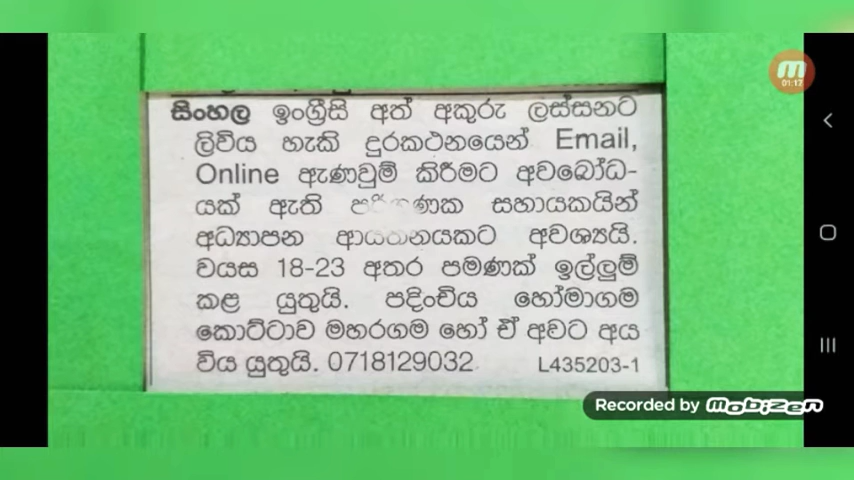 සිංහල ඉංග්‍රීසි අත් අකුරු ලස්සනට
ලිවිය හැකි දුරකථනයෙන් Email,
Online ඇණවුම් කිරීමට අවබෝධ-
යක් ඇති සහායකයින්
අධ්‍යාපන ආයතනයකට අවශ්‍යයි.
වයස 18-23 අතර පමණක් ඉල්ලුම්
කළ යුතුයි. පදිංචිය හෝමාගම
කොට්ටාව මහරගම හෝ ඒ අවට අය
විය යුතුයි. 0718129032 L435203-1
01:17
Recorded by mobizen